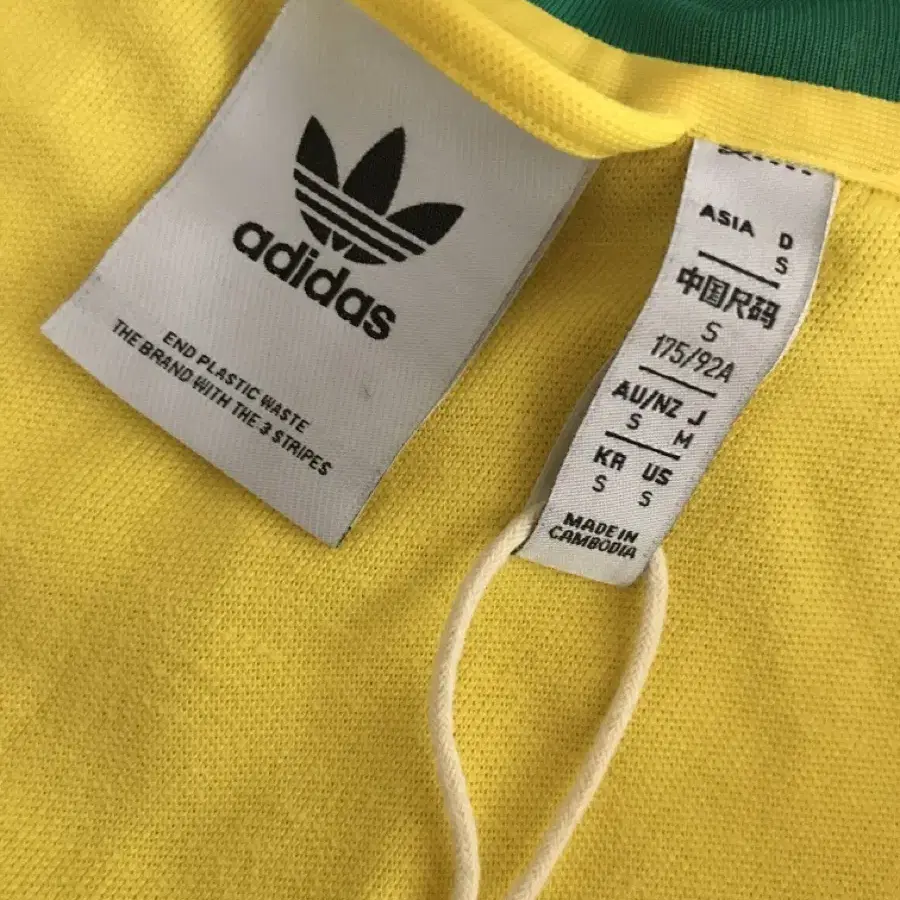 adidas
END PLASTIC WASTE
THE BRAND WITH THE 3 STRIPES
ASIA D
S
中国尺码
S
175/92A
AU/NZ J
S M
KR US
S S
MADE IN
CAMBODIA